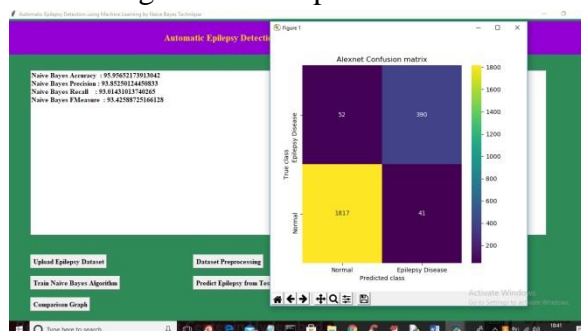 Automatic Epilepsy Detection using Machine Learning by Naive Bayes Technique
Automatic Epilepsy Detectio
Naive Bayes Accuracy : 95.95652173913042
Naive Bayes Precision : 93.85250124450833
Naive Bayes Recall : 93.01431013740265
Naive Bayes FMeasure : 93.42588725166128
Upload Epilepsy Dataset
Dataset Preprocessing
Train Naive Bayes Algorithm
Predict Epilepsy from Tes
Comparison Graph
Figure 1
Alexnet Confusion matrix
True class
Epilepsy Disease
Normal
52
390
1817
41
Normal
Epilepsy Disease
Predicted class
1800
1600
1400
1200
1000
800
600
400
200
Activate Windows
Go to Settings to activate Windows.
Type here to search
18:41